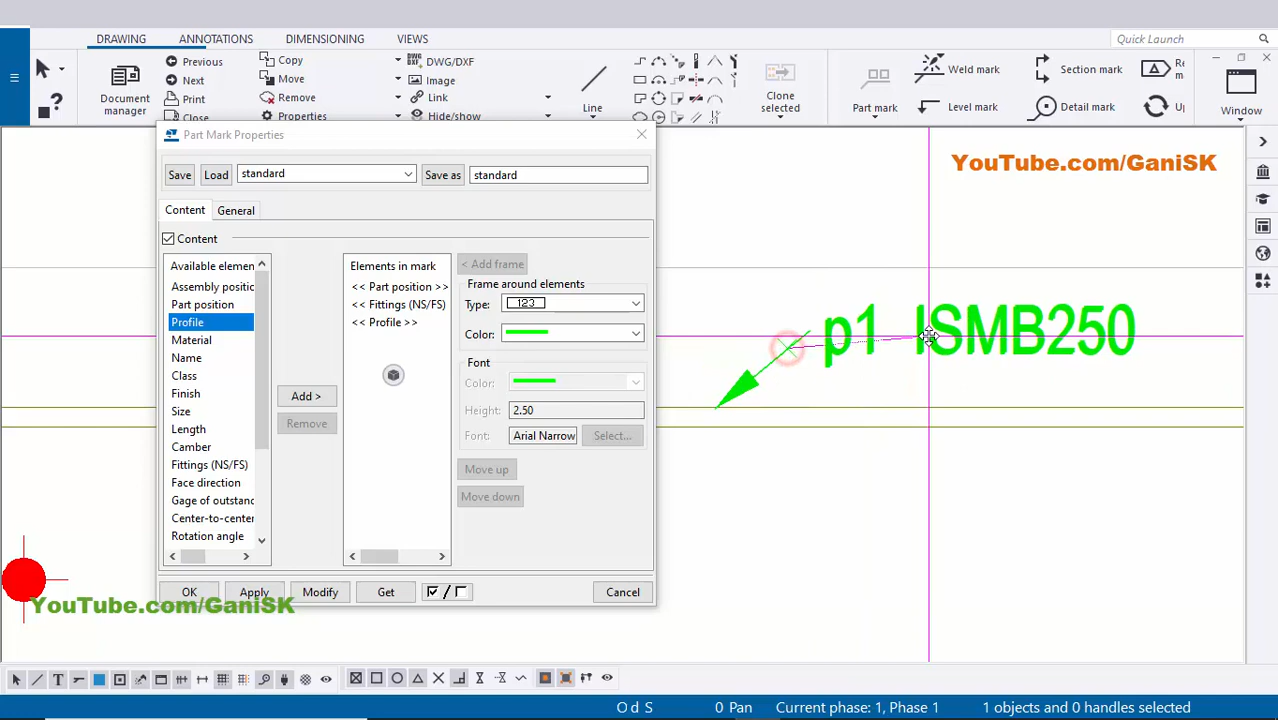 DRAWING ANNOTATIONS DIMENSIONING VIEWS Quick Launch
Previous Copy DWG DXF DWG/DXF Weld mark Section mark Re
Next Move Image m
Document manager Line Clone selected Part mark Window
Print Remove Link Level mark Detail mark Up
Close Properties Hide/show
Part Mark Properties
YouTube.com/GaniSK
Save Load standard Save as standard
Content General
Content
Available elemen Elements in mark < Add frame
Assembly positic << Part position >> Frame around elements
Part position << Fittings (NS/FS) Type: 123
Profile << Profile >>
Material Color:
Name Font
Class Color:
Finish Add > Height: 2.50
Size
Length Remove Font: Arial Narrow Select...
Camber
Fittings (NS/FS) Move up
Face direction
Gage of outstand Move down
Center-to-center
Rotation angle
p1 ISMB250
OK Apply Modify Get / Cancel
YouTube.com/GaniSK
O d S 0 Pan Current phase: 1, Phase 1 1 objects and 0 handles selected